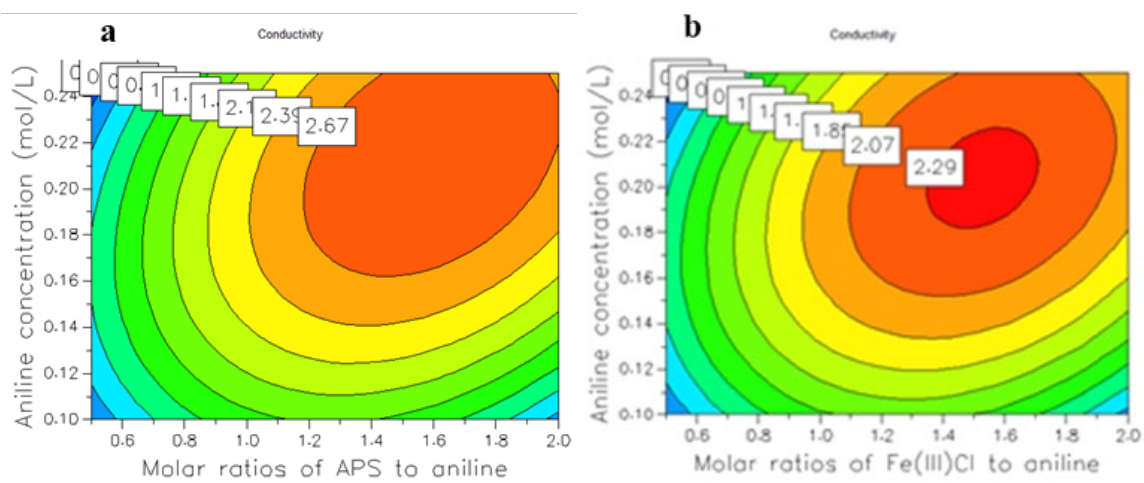 a
Conductivity
Aniline concentration (mol/L)
0.24
0.22
0.20
0.18
0.16
0.14
0.12
0.10
2.39
2.67
0.6 0.8 1.0 1.2 1.4 1.6 1.8 2.0
Molar ratios of APS to aniline
b
Conductivity
Aniline concentration (mol/L)
0.24
0.22
0.20
0.18
0.16
0.14
0.12
0.10
2.07
2.29
0.6 0.8 1.0 1.2 1.4 1.6 1.8 2.0
Molar ratios of Fe(III)Cl to aniline